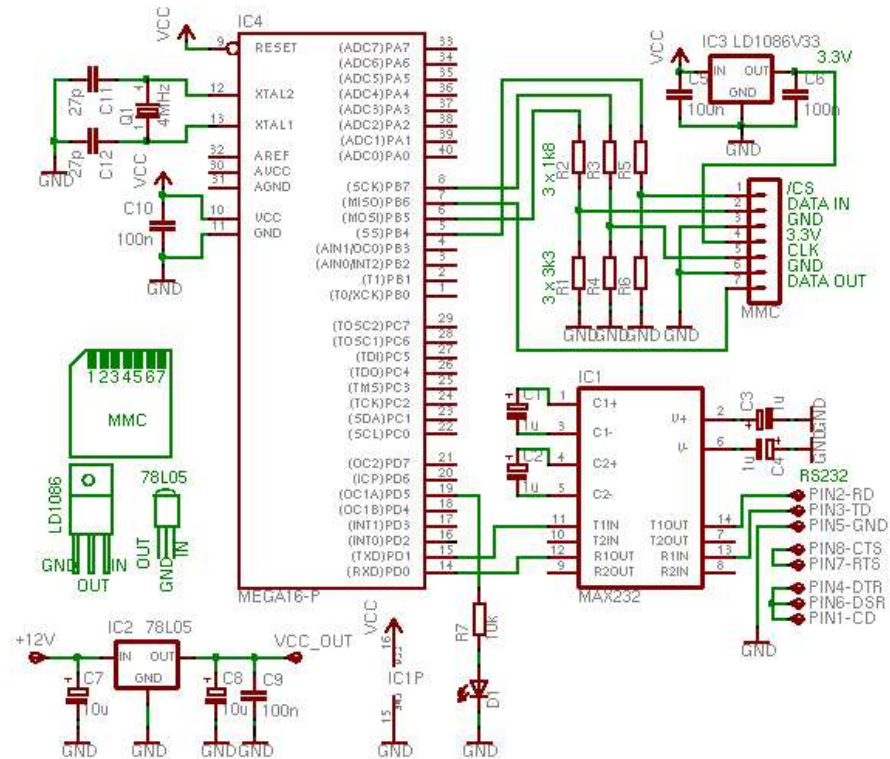 IC4
MEGA16-P
VCC
9 RESET
12 XTAL2
13 XTAL1
32 AREF
30 AVCC
31 AGND
10 VCC
11 GND
(ADC7)PA7 33
(ADC6)PA6 34
(ADC5)PA5 35
(ADC4)PA4 36
(ADC3)PA3 37
(ADC2)PA2 38
(ADC1)PA1 39
(ADC0)PA0 40
(SCK)PB7 8
(MISO)PB6 7
(MOSI)PB5 6
(SS)PB4 5
(AIN1/OC0)PB3 4
(AIN0/INT2)PB2 3
(T1)PB1 2
(T0/XCK)PB0 1
(TOSC2)PC7 29
(TOSC1)PC6 28
(TDI)PC5 27
(TDO)PC4 26
(TMS)PC3 25
(TCK)PC2 24
(SDA)PC1 23
(SCL)PC0 22
(OC2)PD7 21
(ICP)PD6 20
(OC1A)PD5 19
(OC1B)PD4 18
(INT1)PD3 17
(INT0)PD2 16
(TXD)PD1 15
(RXD)PD0 14
27p C11
Q1 4MHz
1
27p C12
GND
VCC
C10
100n
GND
IC3 LD1086V33
3.3V
VCC
IN OUT
GND
C5
100n
C6
100n
GND
R2 R3 R5
3 x 1k8
R1 R4 R6
3 x 3k3
GND GND GND GND
1 /CS
2 DATA IN
3 GND
4 3.3V
5 CLK
6 GND
7 DATA OUT
MMC
1234567
MMC
LD1086
GND IN
OUT
78L05
OUT
GND
IN
IC1
MAX232
C1
1u
C2
1u
1 C1+
3 C1-
4 C2+
5 C2-
11 T1IN
10 T2IN
12 R1OUT
9 R2OUT
V+ 2
V- 6
T1OUT 14
T2OUT 7
R1IN 13
R2IN 8
C3 1u
GND
1u C4
GND
RS232
PIN2-RD
PIN3-TD
PIN5-GND
PIN8-CTS
PIN7-RTS
PIN4-DTR
PIN6-DSR
PIN1-CD
GND
R7
10k
D1
GND
+12V
IC2 78L05
VCC_OUT
IN OUT
GND
C7
10u
C8
10u
C9
100n
GND GND GND GND
VCC
16
IC1P
15
GND